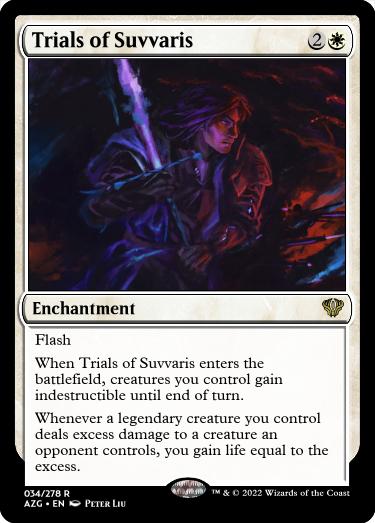 Trials of Suvvaris 2
Enchantment
Flash
When Trials of Suvvaris enters the
battlefield, creatures you control gain
indestructible until end of turn.
Whenever a legendary creature you control
deals excess damage to a creature an
opponent controls, you gain life equal to the
excess.
034/278 R
AZG • EN Peter Liu
™ & © 2022 Wizards of the Coast